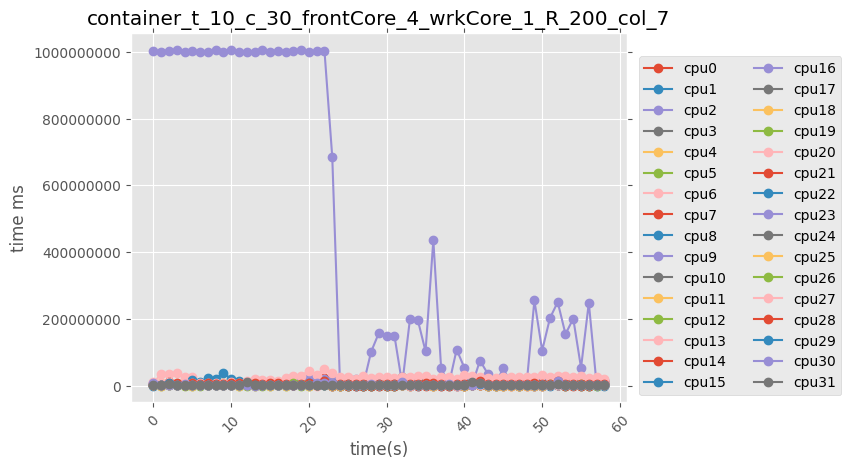 container_t_10_c_30_frontCore_4_wrkCore_1_R_200_col_7
1000000000
800000000
600000000
400000000
200000000
0
time ms
0
10
20
30
40
50
60
time(s)
cpu0
cpu1
cpu2
cpu3
cpu4
cpu5
cpu6
cpu7
cpu8
cpu9
cpu10
cpu11
cpu12
cpu13
cpu14
cpu15
cpu16
cpu17
cpu18
cpu19
cpu20
cpu21
cpu22
cpu23
cpu24
cpu25
cpu26
cpu27
cpu28
cpu29
cpu30
cpu31